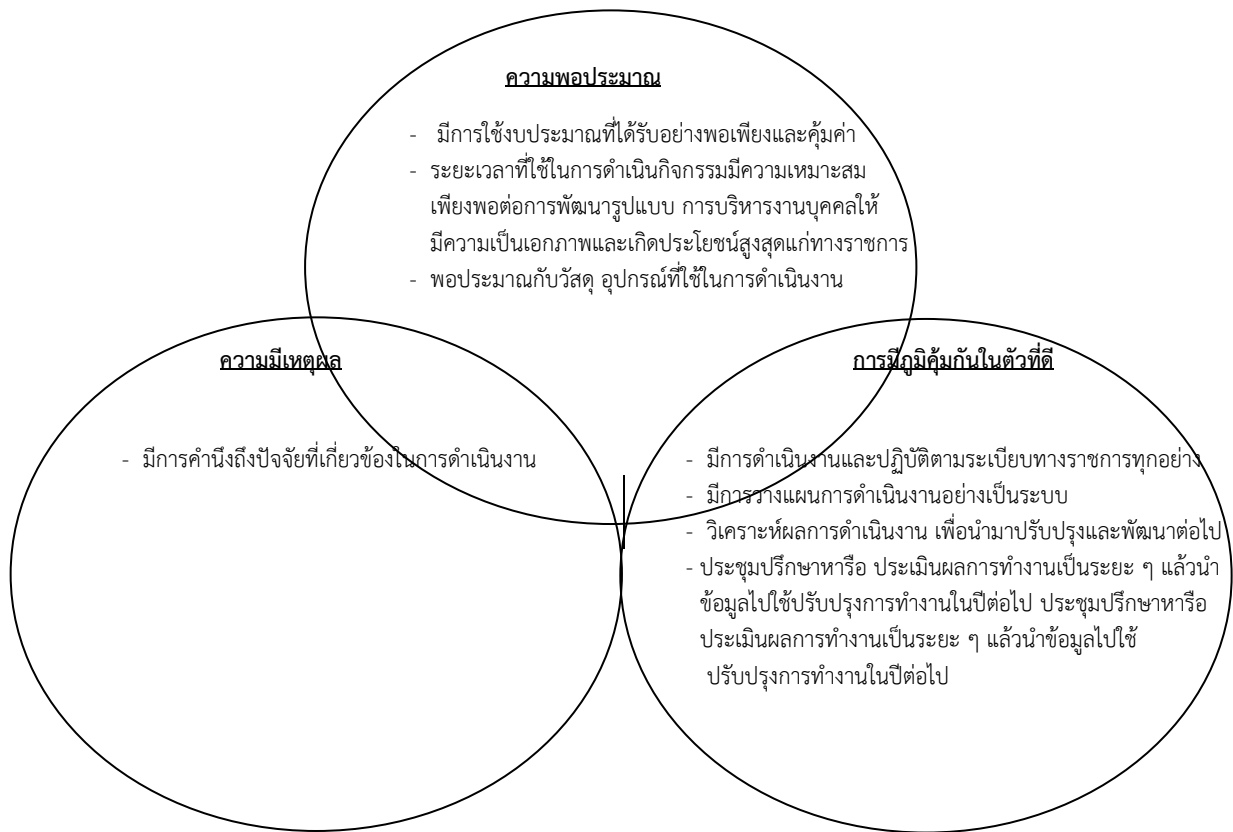 ความพอประมาณ
- มีการใช้งบประมาณที่ได้รับอย่างพอเพียงและคุ้มค่า
- ระยะเวลาที่ใช้ในการดำเนินกิจกรรมมีความเหมาะสม
เพียงพอต่อการพัฒนารูปแบบ การบริหารงานบุคคลให้
มีความเป็นเอกภาพและเกิดประโยชน์สูงสุดแก่ทางราชการ
- พอประมาณกับวัสดุ อุปกรณ์ที่ใช้ในการดำเนินงาน
ความมีเหตุผล
- มีการคำนึงถึงปัจจัยที่เกี่ยวข้องในการดำเนินงาน
การมีภูมิคุ้มกันในตัวที่ดี
- มีการดำเนินงานและปฏิบัติตามระเบียบทางราชการทุกอย่าง
- มีการวางแผนการดำเนินงานอย่างเป็นระบบ
- วิเคราะห์ผลการดำเนินงาน เพื่อนำมาปรับปรุงและพัฒนาต่อไป
- ประชุมปรึกษาหารือ ประเมินผลการทำงานเป็นระยะ ๆ แล้วนำ
ข้อมูลไปใช้ปรับปรุงการทำงานในปีต่อไป ประชุมปรึกษาหารือ
ประเมินผลการทำงานเป็นระยะ ๆ แล้วนำข้อมูลไปใช้
ปรับปรุงการทำงานในปีต่อไป